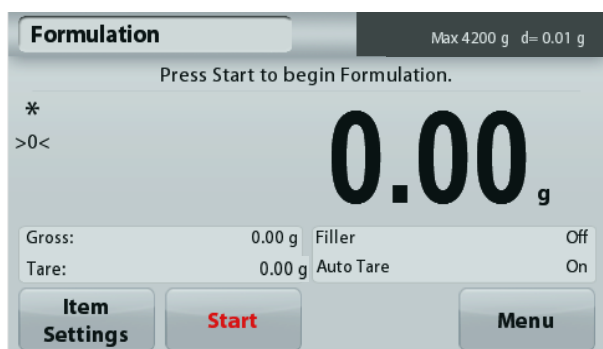 Formulation
Max 4200 g d= 0.01 g
Press Start to begin Formulation.
*
>0<
0.00 g
Gross: 0.00 g
Filler Off
Tare: 0.00 g
Auto Tare On
Item Settings
Start
Menu